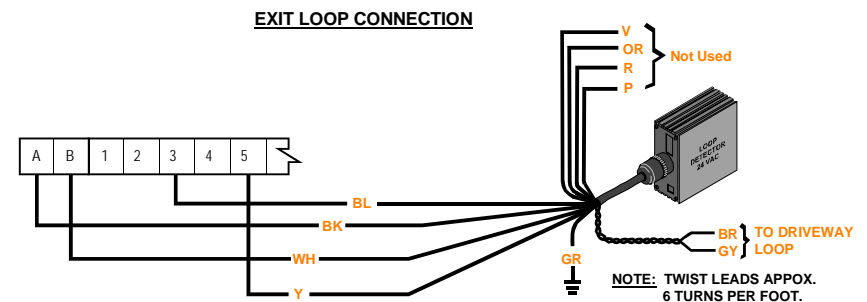 EXIT LOOP CONNECTION
V
OR
R
P
Not Used
A B 1 2 3 4 5
LOOP
DETECTOR
24 VAC
BL
BK
WH
Y
GR
BR
GY
TO DRIVEWAY
LOOP
NOTE: TWIST LEADS APPOX.
6 TURNS PER FOOT.